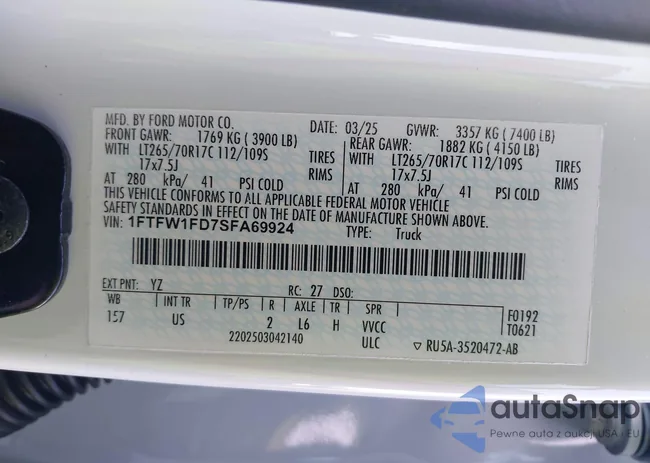 MFD. BY FORD MOTOR CO. DATE: 03/25 GVWR: 3357 KG ( 7400 LB)
FRONT GAWR: 1769 KG ( 3900 LB) REAR GAWR: 1882 KG ( 4150 LB)
WITH LT265/70R17C 112/109S TIRES WITH LT265/70R17C 112/109S TIRES
17x7.5J RIMS 17x7.5J RIMS
AT 280 kPa/ 41 PSI COLD AT 280 kPa/ 41 PSI COLD
THIS VEHICLE CONFORMS TO ALL APPLICABLE FEDERAL MOTOR VEHICLE
SAFETY STANDARDS IN EFFECT ON THE DATE OF MANUFACTURE SHOWN ABOVE.
VIN: 1FTFW1FD7SFA69924 TYPE: Truck
EXT PNT: YZ RC: 27 DSO:
WB INT TR TP/PS R AXLE TR SPR F0192
157 US 2 L6 H VVCC T0621
2202503042140 ULC ▽ RU5A-3520472-AB
autaSnap
Pewne auta z aukcji USA i EU